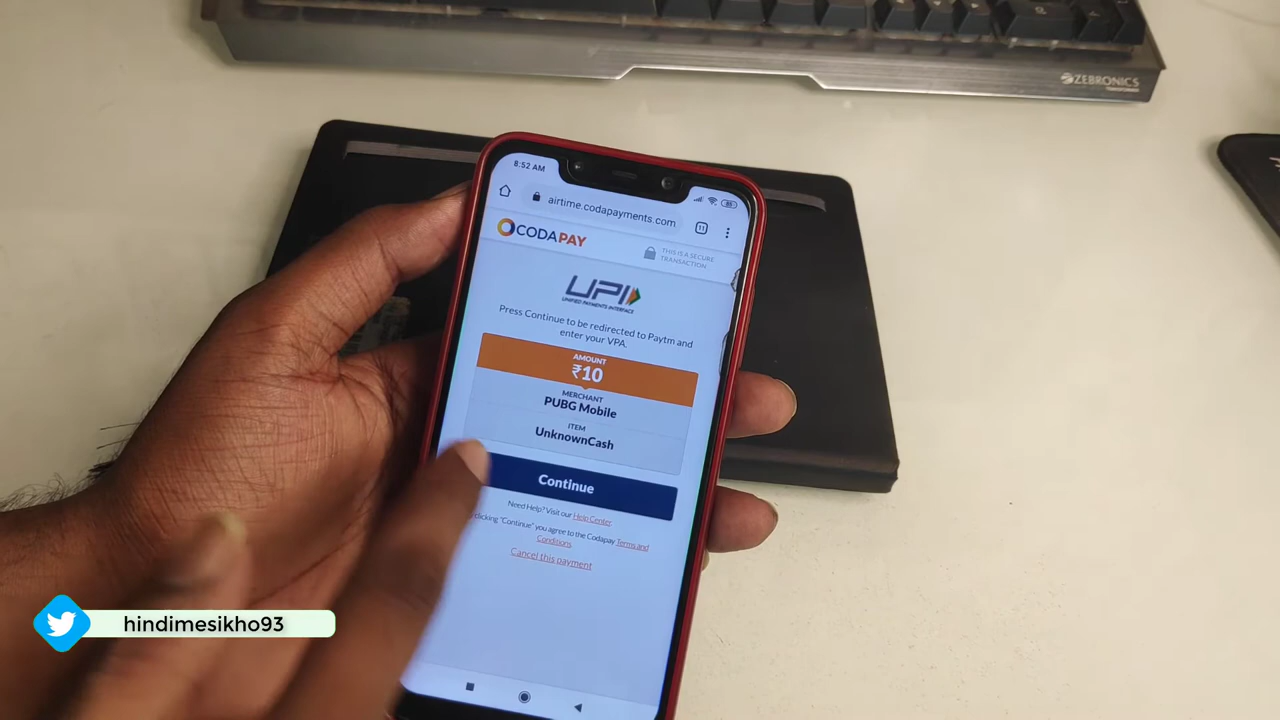 ZEBRONICS
TRANSFORMER
8:52 AM
airtime.codapayments.com
11
CODAPAY
THIS IS A SECURE
TRANSACTION
UPI
UNIFIED PAYMENTS INTERFACE
Press Continue to be redirected to Paytm and
enter your VPA.
AMOUNT
₹10
MERCHANT
PUBG Mobile
ITEM
UnknownCash
Continue
Need Help? Visit our Help Center.
clicking "Continue" you agree to the Codapay Terms and
Conditions.
Cancel this payment
hindimesikho93